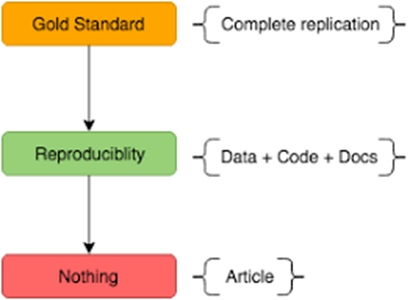 Gold Standard
Complete replication
Reproduciblity
Data + Code + Docs
Nothing
Article